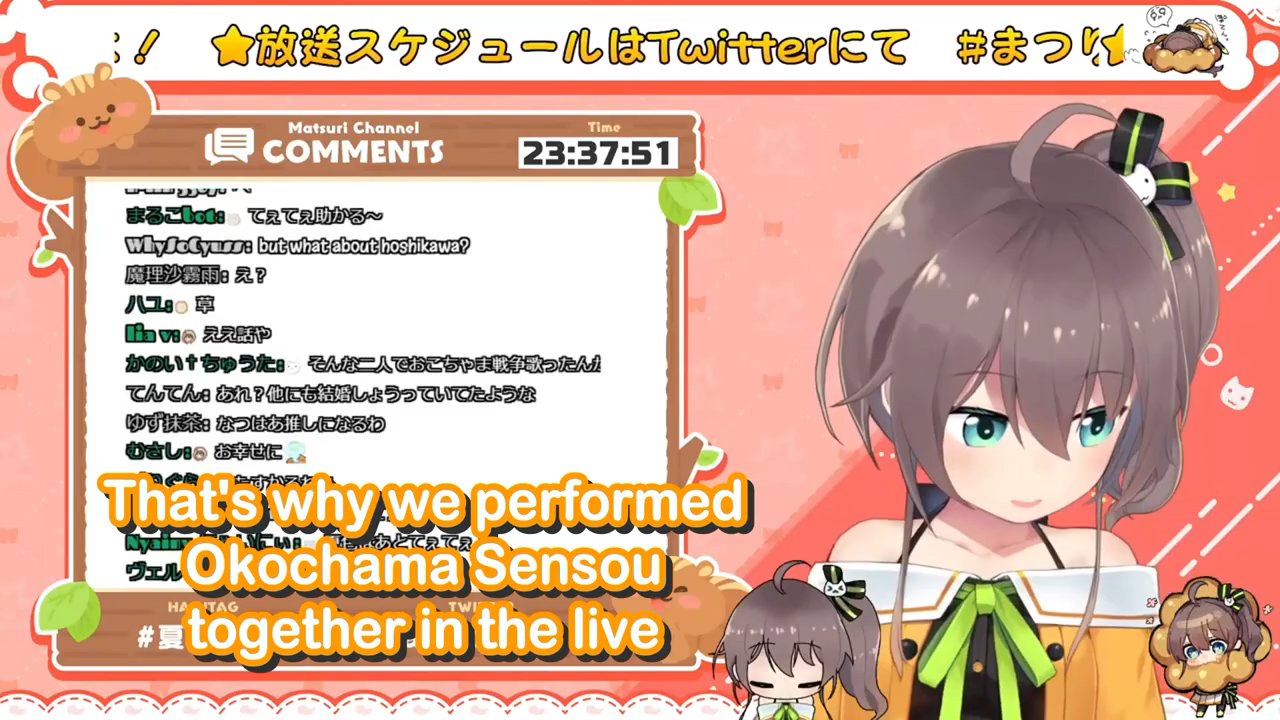 ！ ★放送スケジュールはTwitterにて #まつり★
Matsuri Channel
COMMENTS
Time
23:37:51
まるこbot: てぇてぇ助かる～
WhySoCyuss: but what about hoshikawa?
魔理沙霧雨: え？
ハユ: 草
lia v: ええ話や
かのい†ちゅうた: そんな二人でおこちゃま戦争歌ったんだ
てんてん: あれ？他にも結婚しようっていてたような
ゆず抹茶: なつはあ推しになるわ
むさし: お幸せに
That's why we performed
Okochama Sensou
together in the live
#夏